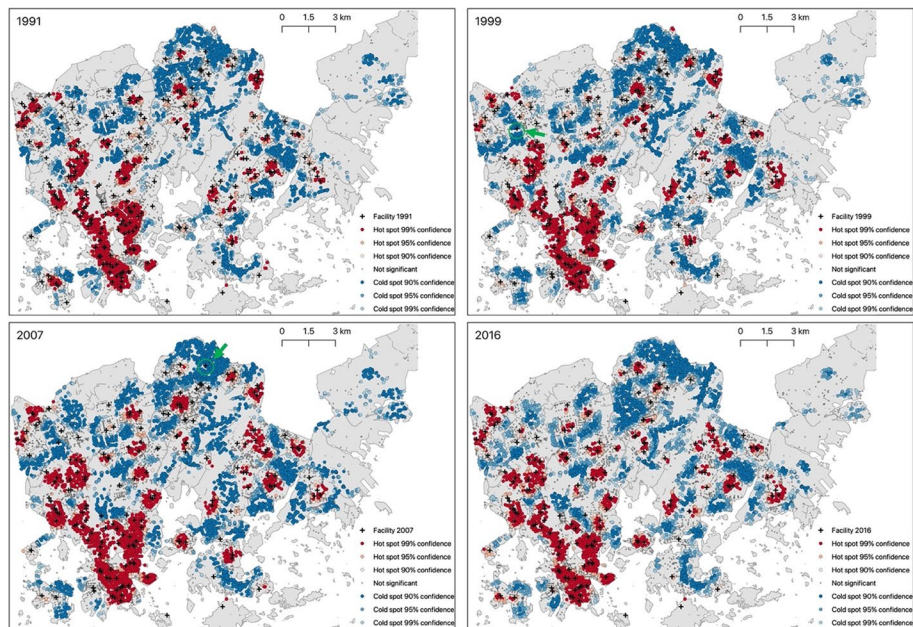 1991
0 1.5 3 km
Facility 1991
Hot spot 99% confidence
Hot spot 95% confidence
Hot spot 90% confidence
Not significant
Cold spot 90% confidence
Cold spot 95% confidence
Cold spot 99% confidence
1999
0 1.5 3 km
Facility 1999
Hot spot 99% confidence
Hot spot 95% confidence
Hot spot 90% confidence
Not significant
Cold spot 90% confidence
Cold spot 95% confidence
Cold spot 99% confidence
2007
0 1.5 3 km
Facility 2007
Hot spot 99% confidence
Hot spot 95% confidence
Hot spot 90% confidence
Not significant
Cold spot 90% confidence
Cold spot 95% confidence
Cold spot 99% confidence
2016
0 1.5 3 km
Facility 2016
Hot spot 99% confidence
Hot spot 95% confidence
Hot spot 90% confidence
Not significant
Cold spot 90% confidence
Cold spot 95% confidence
Cold spot 99% confidence